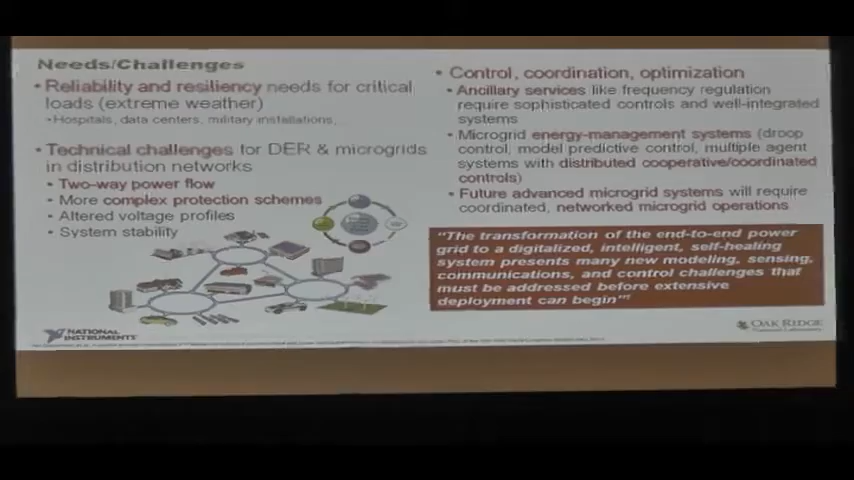 Needs/Challenges
• Reliability and resiliency needs for critical
loads (extreme weather)
• Hospitals, data centers, military installations,
• Technical challenges for DER & microgrids
in distribution networks
• Two-way power flow
• More complex protection schemes
• Altered voltage profiles
• System stability
NATIONAL
INSTRUMENTS
• Control, coordination, optimization
• Ancillary services like frequency regulation
require sophisticated controls and well-integrated
systems
• Microgrid energy-management systems (droop
control, model predictive control, multiple agent
systems with distributed cooperative/coordinated
controls)
• Future advanced microgrid systems will require
coordinated, networked microgrid operations
"The transformation of the end-to-end power
grid to a digitalized, intelligent, self-healing
system presents many new modeling, sensing,
communications, and control challenges that
must be addressed before extensive
deployment can begin"
OAK RIDGE
National Laboratory